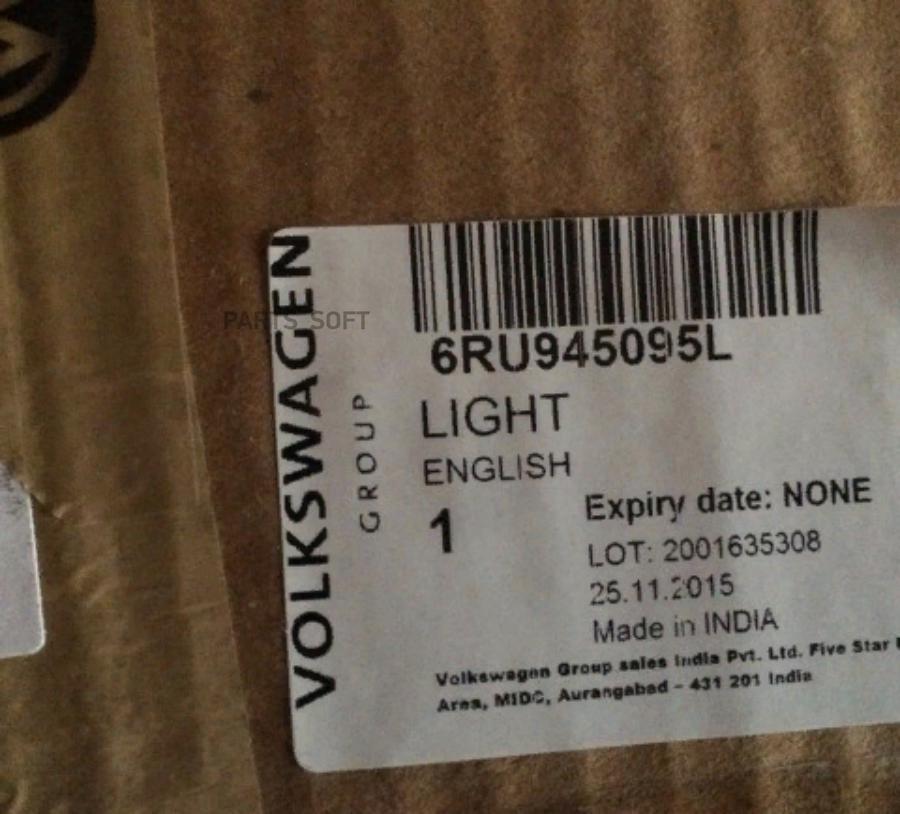 VOLKSWAGEN
GROUP
PARTS SOFT
6RU945095L
LIGHT
ENGLISH
1
Expiry date: NONE
LOT: 2001635308
25.11.2015
Made in INDIA
Volkswagen Group sales India Pvt. Ltd. Five Star
Area, MIDC, Aurangabad - 431 201 India